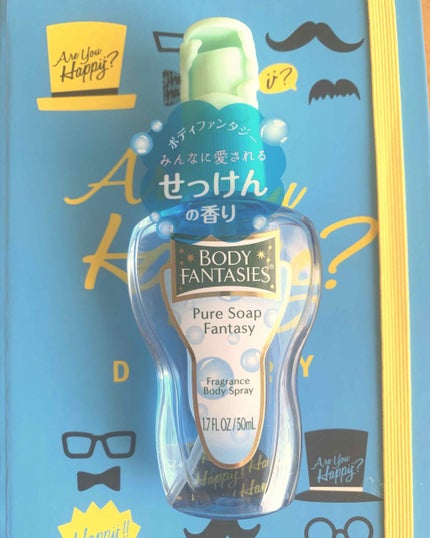 Are You
Happy?
ボディファンタジー
みんなに愛される
せっけん
の香り
BODY
FANTASIES
Pure Soap
Fantasy
Fragrance
Body Spray
1.7 FL OZ / 50mL
Are You
Happy?
Happy!!